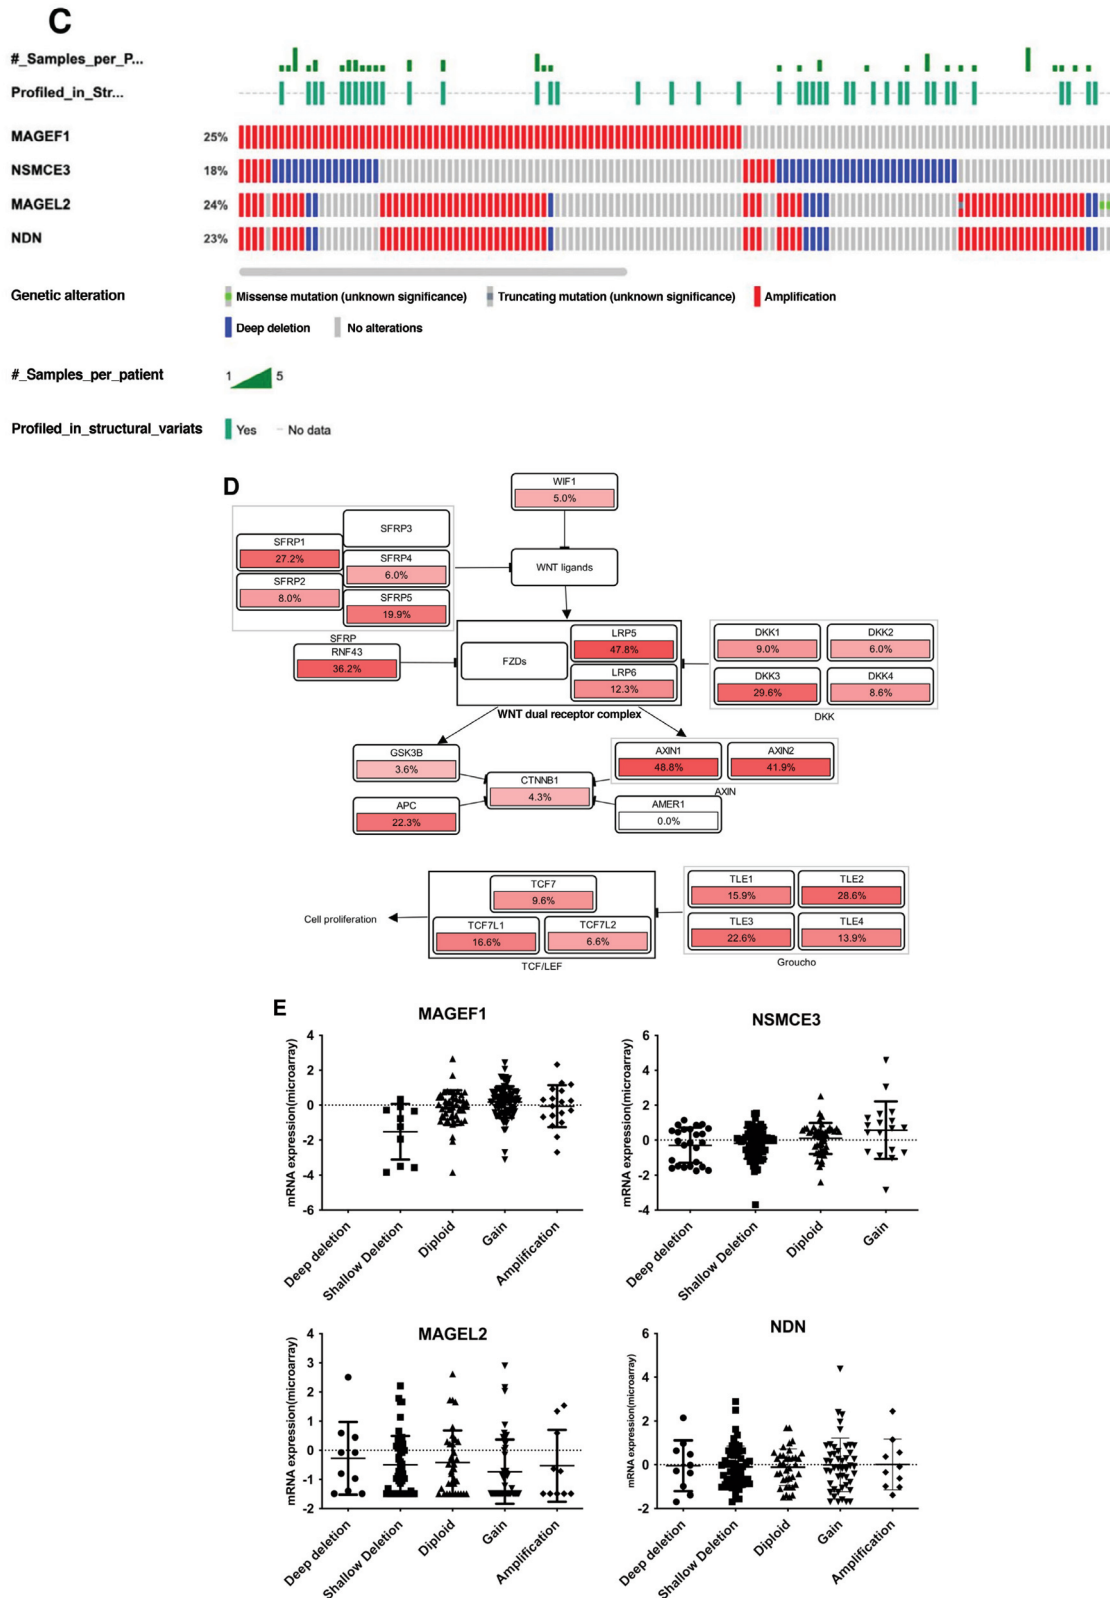 C
#_Samples_per_P...
Profiled_in_Str...
MAGEF1 25%
NSMCE3 18%
MAGEL2 24%
NDN 23%
Genetic alteration
Missense mutation (unknown significance)
Truncating mutation (unknown significance)
Amplification
Deep deletion
No alterations
#_Samples_per_patient
1 5
Profiled_in_structural_variats
Yes
– No data
D
WIF1
5.0%
SFRP3
SFRP1
27.2%
SFRP4
6.0%
SFRP2
8.0%
SFRP5
19.9%
SFRP
WNT ligands
RNF43
36.2%
FZDs
LRP5
47.8%
LRP6
12.3%
WNT dual receptor complex
DKK1
9.0%
DKK2
6.0%
DKK3
29.6%
DKK4
8.6%
DKK
GSK3B
3.6%
CTNNB1
4.3%
AXIN1
48.8%
AXIN2
41.9%
AXIN
APC
22.3%
AMER1
0.0%
Cell proliferation
TCF7
9.6%
TCF7L1
16.6%
TCF7L2
6.6%
TCF/LEF
TLE1
15.9%
TLE2
28.6%
TLE3
22.6%
TLE4
13.9%
Groucho
E
MAGEF1
mRNA expression(microarray)
4
2
0
-2
-4
-6
Deep deletion
Shallow Deletion
Diploid
Gain
Amplification
NSMCE3
mRNA expression(microarray)
6
4
2
0
-2
-4
Deep deletion
Shallow Deletion
Diploid
Gain
MAGEL2
mRNA expression(microarray)
4
3
2
1
0
-1
-2
Deep deletion
Shallow Deletion
Diploid
Gain
Amplification
NDN
mRNA expression(microarray)
6
4
2
0
-2
Deep deletion
Shallow Deletion
Diploid
Gain
Amplification